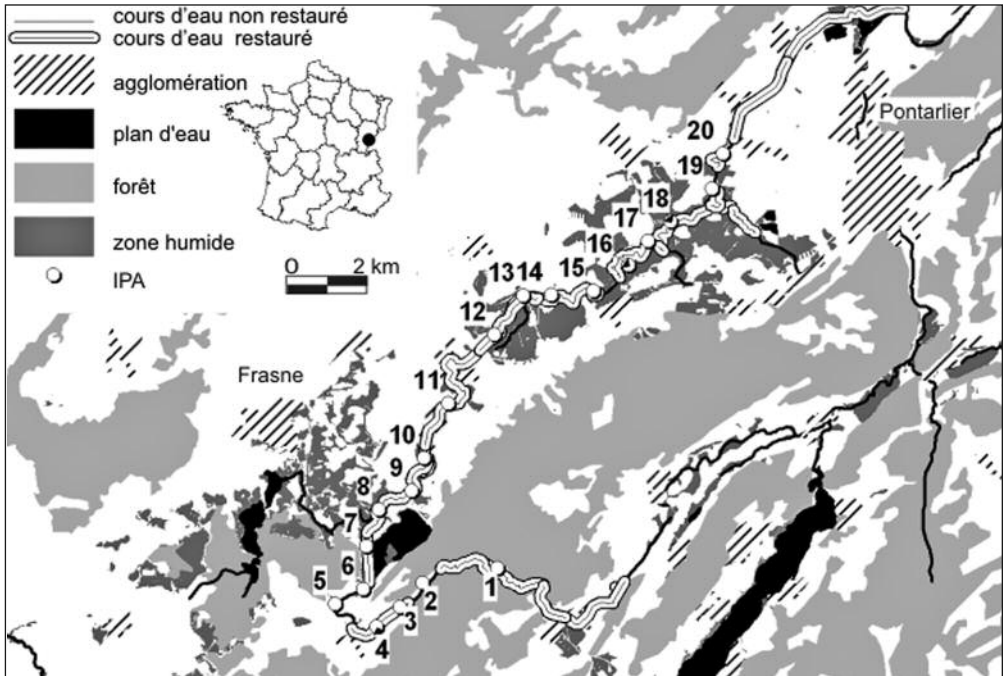 cours d'eau non restauré
cours d'eau restauré
agglomération
plan d'eau
forêt
zone humide
IPA
0 2 km
Pontarlier
20
19
18
17
16
13 14 15
12
Frasne
11
10
9
8
7
6
5
1
2
3
4